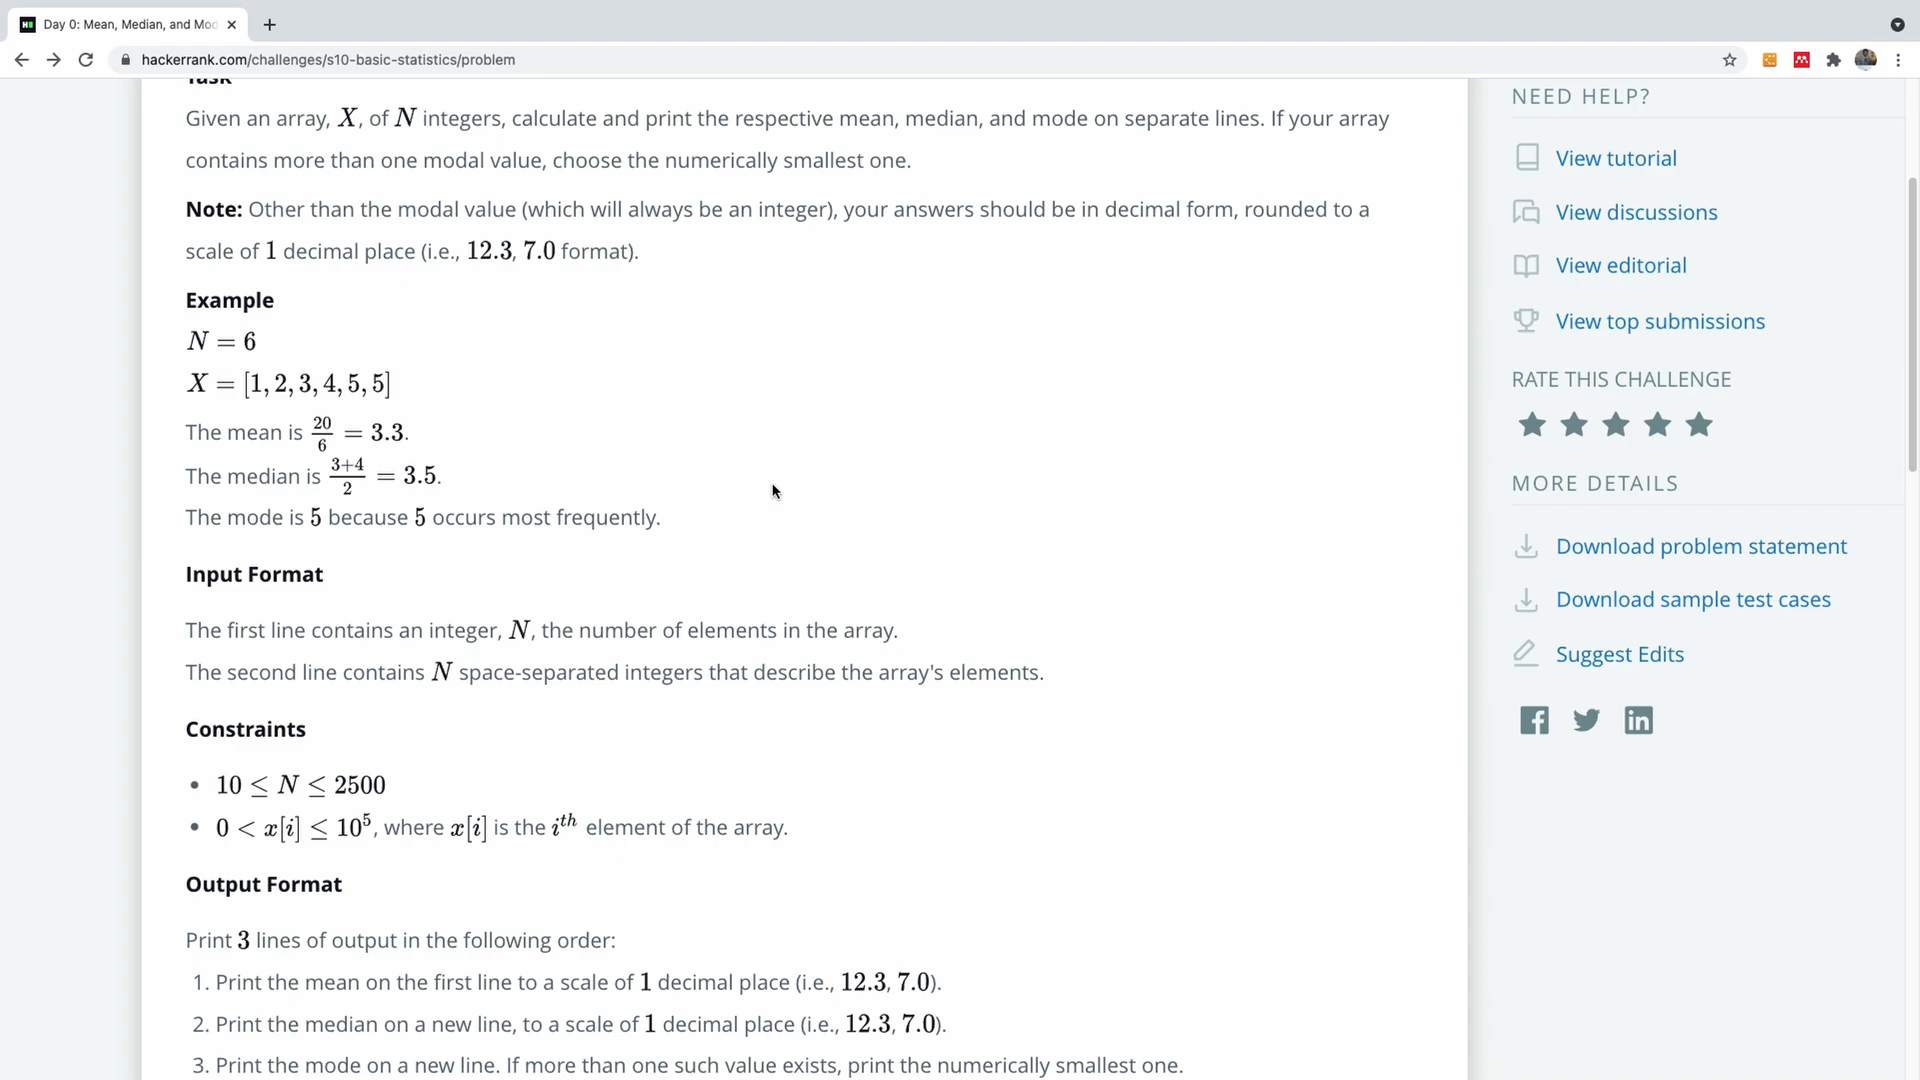 Day 0: Mean, Median, and Mod
hackerrank.com/challenges/s10-basic-statistics/problem
Task
Given an array, X, of N integers, calculate and print the respective mean, median, and mode on separate lines. If your array
contains more than one modal value, choose the numerically smallest one.
Note: Other than the modal value (which will always be an integer), your answers should be in decimal form, rounded to a
scale of 1 decimal place (i.e., 12.3, 7.0 format).
Example
N = 6
X = [1, 2, 3, 4, 5, 5]
The mean is 20/6 = 3.3.
The median is 3+4/2 = 3.5.
The mode is 5 because 5 occurs most frequently.
Input Format
The first line contains an integer, N, the number of elements in the array.
The second line contains N space-separated integers that describe the array's elements.
Constraints
• 10 ≤ N ≤ 2500
• 0 < x[i] ≤ 10⁵, where x[i] is the iᵗʰ element of the array.
Output Format
Print 3 lines of output in the following order:
1. Print the mean on the first line to a scale of 1 decimal place (i.e., 12.3, 7.0).
2. Print the median on a new line, to a scale of 1 decimal place (i.e., 12.3, 7.0).
3. Print the mode on a new line. If more than one such value exists, print the numerically smallest one.
NEED HELP?
View tutorial
View discussions
View editorial
View top submissions
RATE THIS CHALLENGE
MORE DETAILS
Download problem statement
Download sample test cases
Suggest Edits